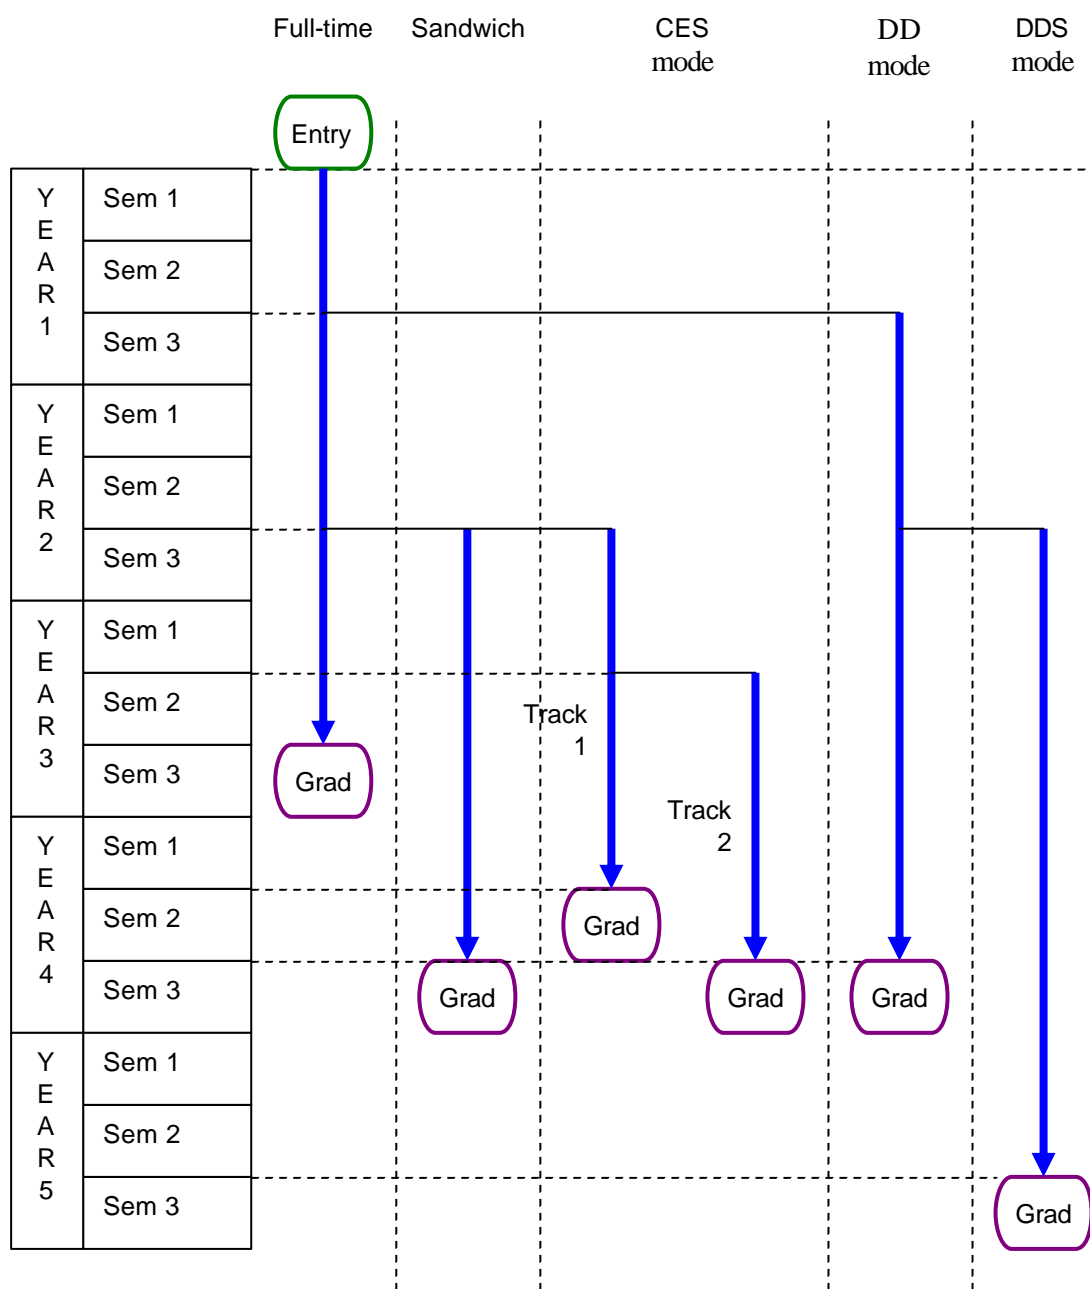 Full-time Sandwich CES DD DDS
mode mode mode
Entry
Y
E
A
R
1
Sem 1
Sem 2
Sem 3
Y
E
A
R
2
Sem 1
Sem 2
Sem 3
Y
E
A
R
3
Sem 1
Sem 2
Sem 3
Track
1
Grad
Track
2
Y
E
A
R
4
Sem 1
Sem 2
Sem 3
Grad
Grad
Grad
Grad
Y
E
A
R
5
Sem 1
Sem 2
Sem 3
Grad